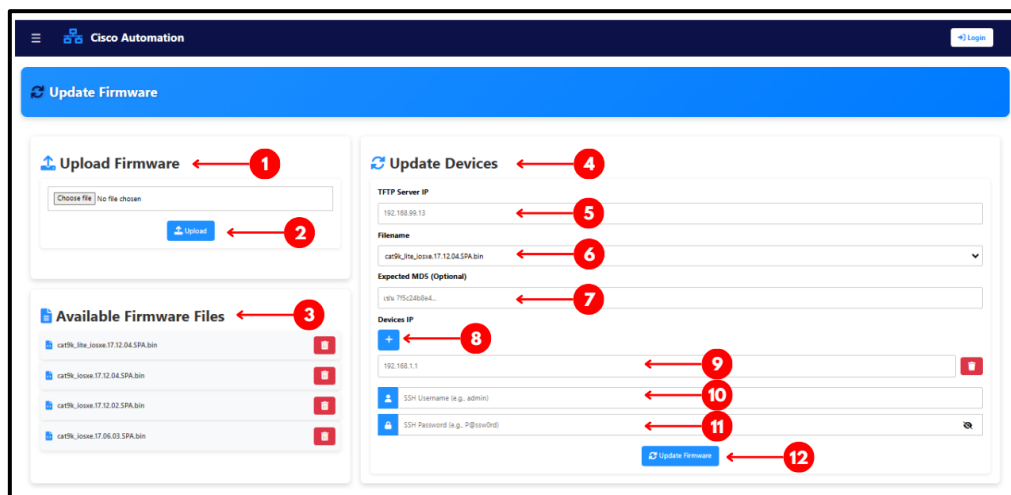 Cisco Automation
Login
Update Firmware
Upload Firmware
1
Choose file No file chosen
Upload
2
Available Firmware Files
3
cat9k_lite_iosxe.17.12.04.SPA.bin
cat9k_iosxe.17.12.04.SPA.bin
cat9k_iosxe.17.12.02.SPA.bin
cat9k_iosxe.17.06.03.SPA.bin
Update Devices
4
TFTP Server IP
192.168.99.13
5
Filename
cat9k_lite_iosxe.17.12.04.SPA.bin
6
Expected MD5 (Optional)
เช่น 7f5c24b8e4...
7
Devices IP
+
8
192.168.1.1
9
SSH Username (e.g., admin)
10
SSH Password (e.g., P@ssw0rd)
11
Update Firmware
12